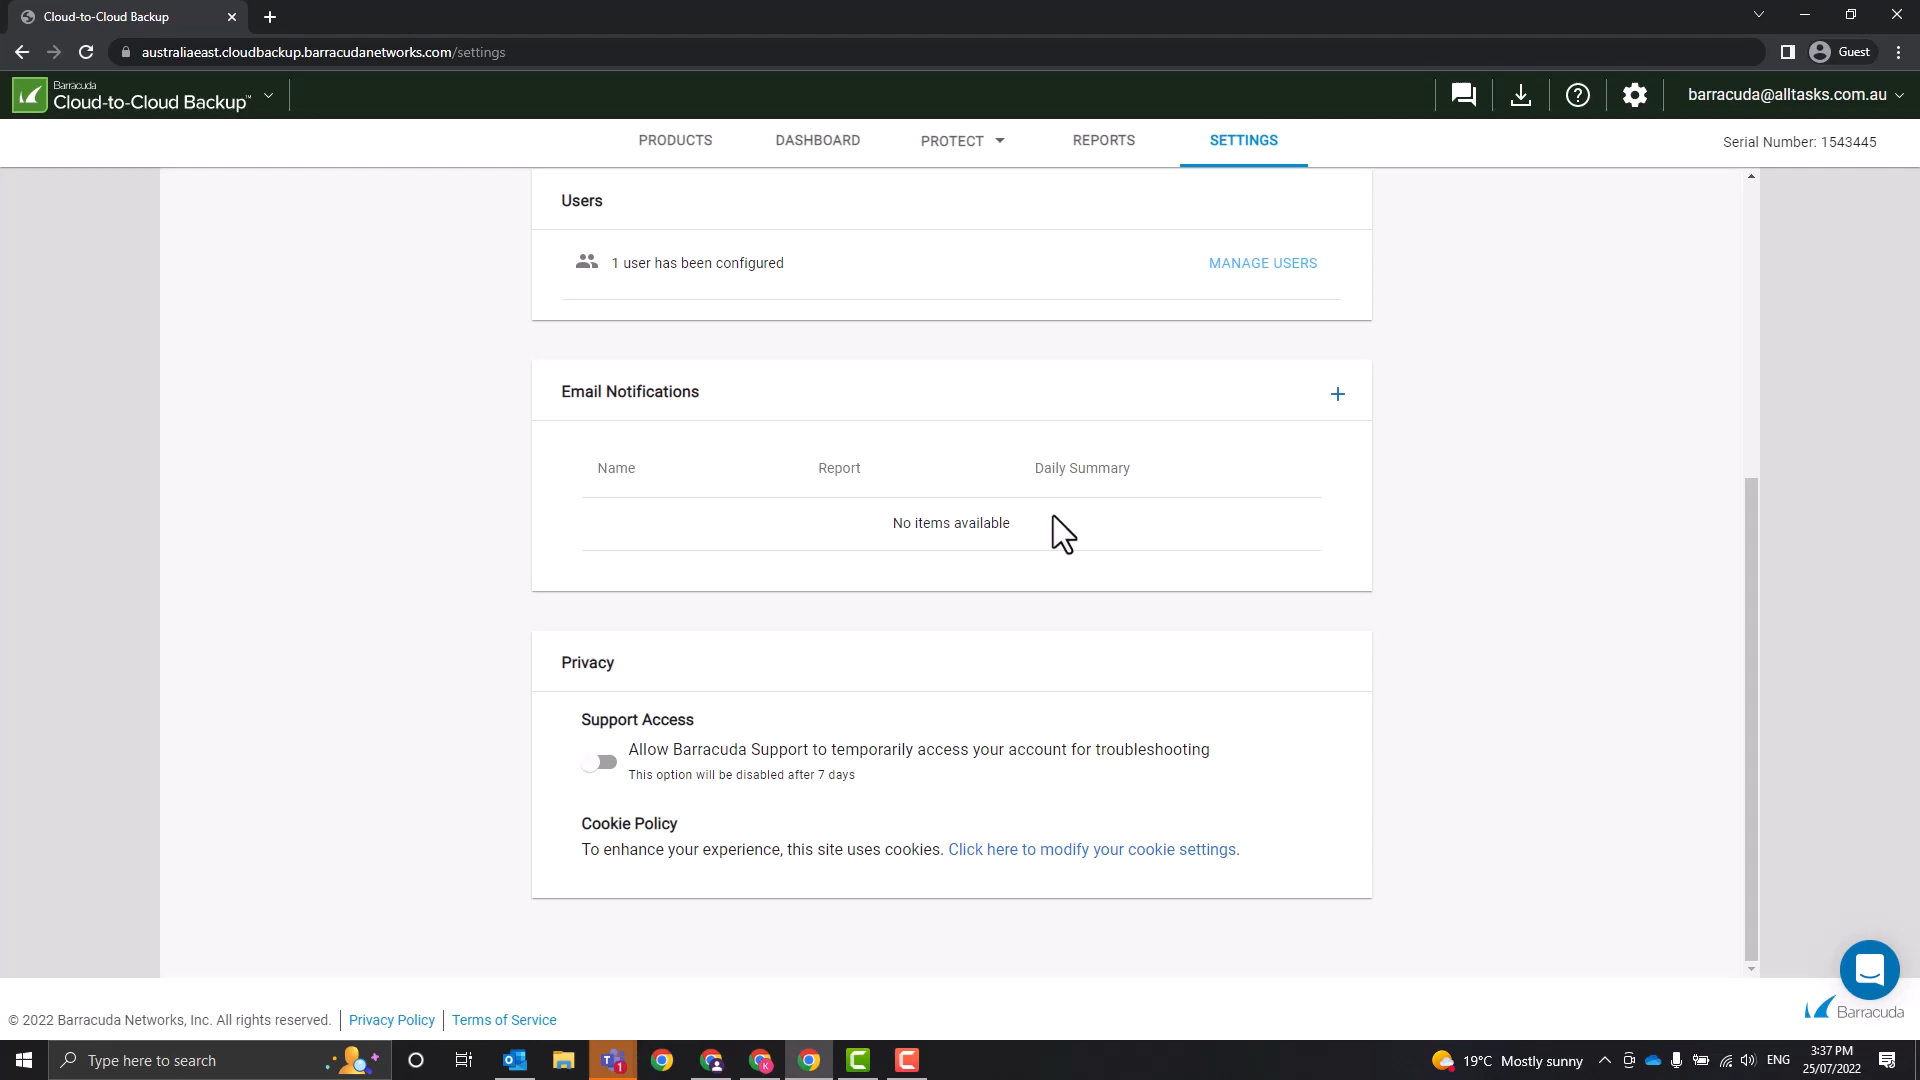 Cloud-to-Cloud Backup
australiaeast.cloudbackup.barracudanetworks.com/settings
Guest
Barracuda
Cloud-to-Cloud Backup™
barracuda@alltasks.com.au
PRODUCTS
DASHBOARD
PROTECT
REPORTS
SETTINGS
Serial Number: 1543445
Users
1 user has been configured
MANAGE USERS
Email Notifications
Name
Report
Daily Summary
No items available
Privacy
Support Access
Allow Barracuda Support to temporarily access your account for troubleshooting
This option will be disabled after 7 days
Cookie Policy
To enhance your experience, this site uses cookies. Click here to modify your cookie settings.
Barracuda
© 2022 Barracuda Networks, Inc. All rights reserved.
Privacy Policy
Terms of Service
Type here to search
1
K
19°C Mostly sunny
ENG
3:37 PM
25/07/2022